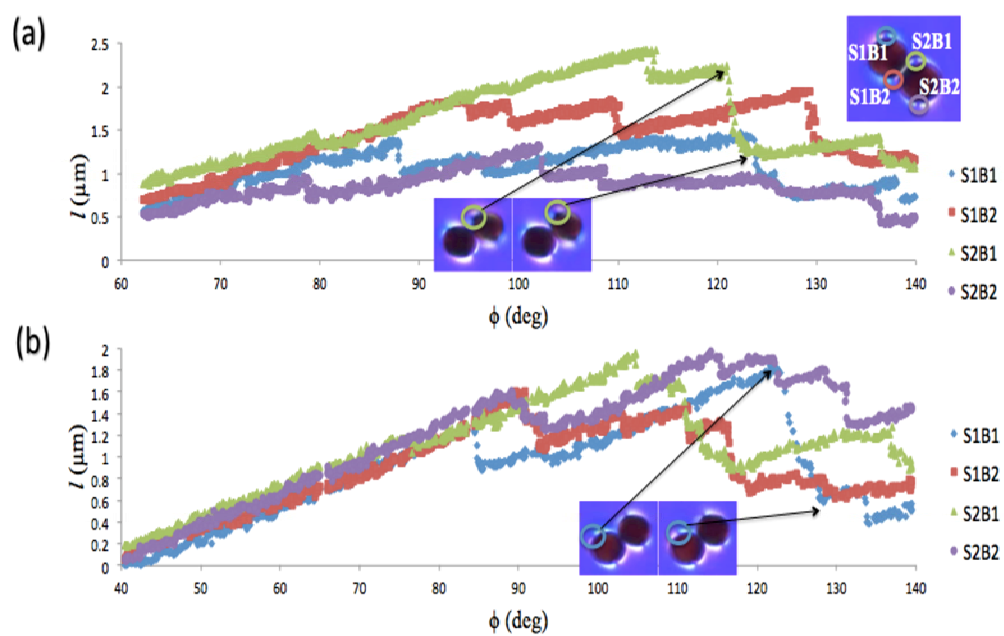 (a)
l (μm)
2.5
2
1.5
1
0.5
0
60 70 80 90 100 110 120 130 140
ϕ (deg)
S1B1 S2B1
S1B2 S2B2
S1B1
S1B2
S2B1
S2B2
(b)
l (μm)
2
1.8
1.6
1.4
1.2
1
0.8
0.6
0.4
0.2
0
40 50 60 70 80 90 100 110 120 130 140
ϕ (deg)
S1B1
S1B2
S2B1
S2B2